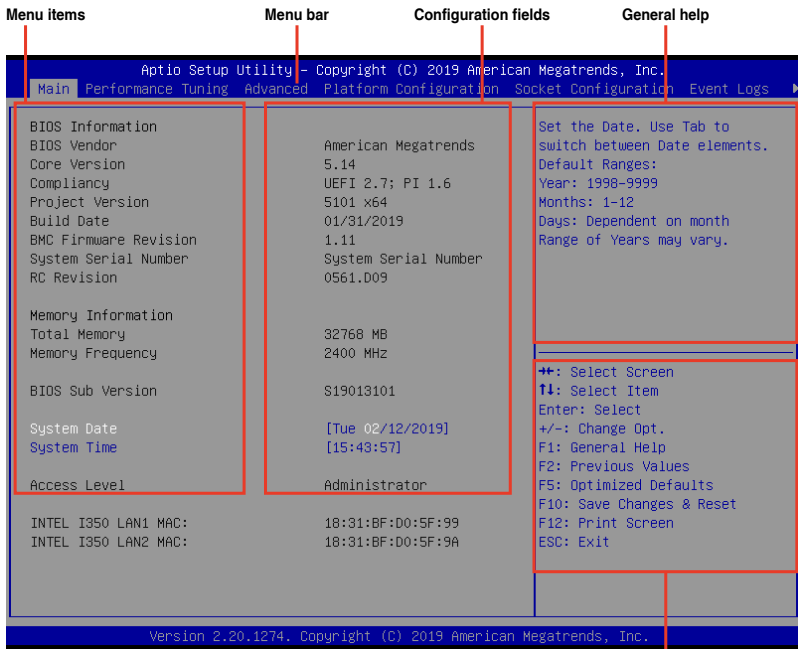 Menu items Menu bar Configuration fields General help
Aptio Setup Utility – Copyright (C) 2019 American Megatrends, Inc.
Main Performance Tuning Advanced Platform Configuration Socket Configuration Event Logs
BIOS Information
BIOS Vendor American Megatrends
Core Version 5.14
Compliancy UEFI 2.7; PI 1.6
Project Version 5101 x64
Build Date 01/31/2019
BMC Firmware Revision 1.11
System Serial Number System Serial Number
RC Revision 0561.D09
Memory Information
Total Memory 32768 MB
Memory Frequency 2400 MHz
BIOS Sub Version S19013101
System Date [Tue 02/12/2019]
System Time [15:43:57]
Access Level Administrator
INTEL I350 LAN1 MAC: 18:31:BF:D0:5F:99
INTEL I350 LAN2 MAC: 18:31:BF:D0:5F:9A
Set the Date. Use Tab to
switch between Date elements.
Default Ranges:
Year: 1998-9999
Months: 1-12
Days: Dependent on month
Range of Years may vary.
→←: Select Screen
↑↓: Select Item
Enter: Select
+/-: Change Opt.
F1: General Help
F2: Previous Values
F5: Optimized Defaults
F10: Save Changes & Reset
F12: Print Screen
ESC: Exit
Version 2.20.1274. Copyright (C) 2019 American Megatrends, Inc.